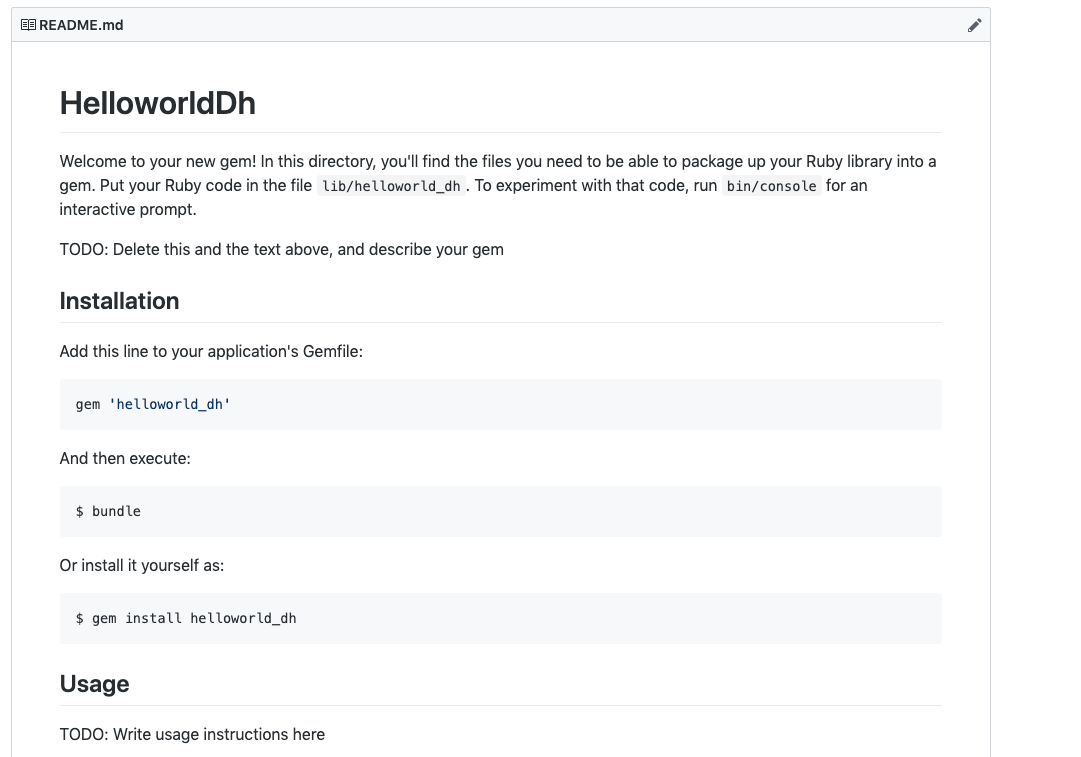 README.md
HelloworldDh
Welcome to your new gem! In this directory, you'll find the files you need to be able to package up your Ruby library into a
gem. Put your Ruby code in the file lib/helloworld_dh . To experiment with that code, run bin/console for an
interactive prompt.
TODO: Delete this and the text above, and describe your gem
Installation
Add this line to your application's Gemfile:
gem 'helloworld_dh'
And then execute:
$ bundle
Or install it yourself as:
$ gem install helloworld_dh
Usage
TODO: Write usage instructions here